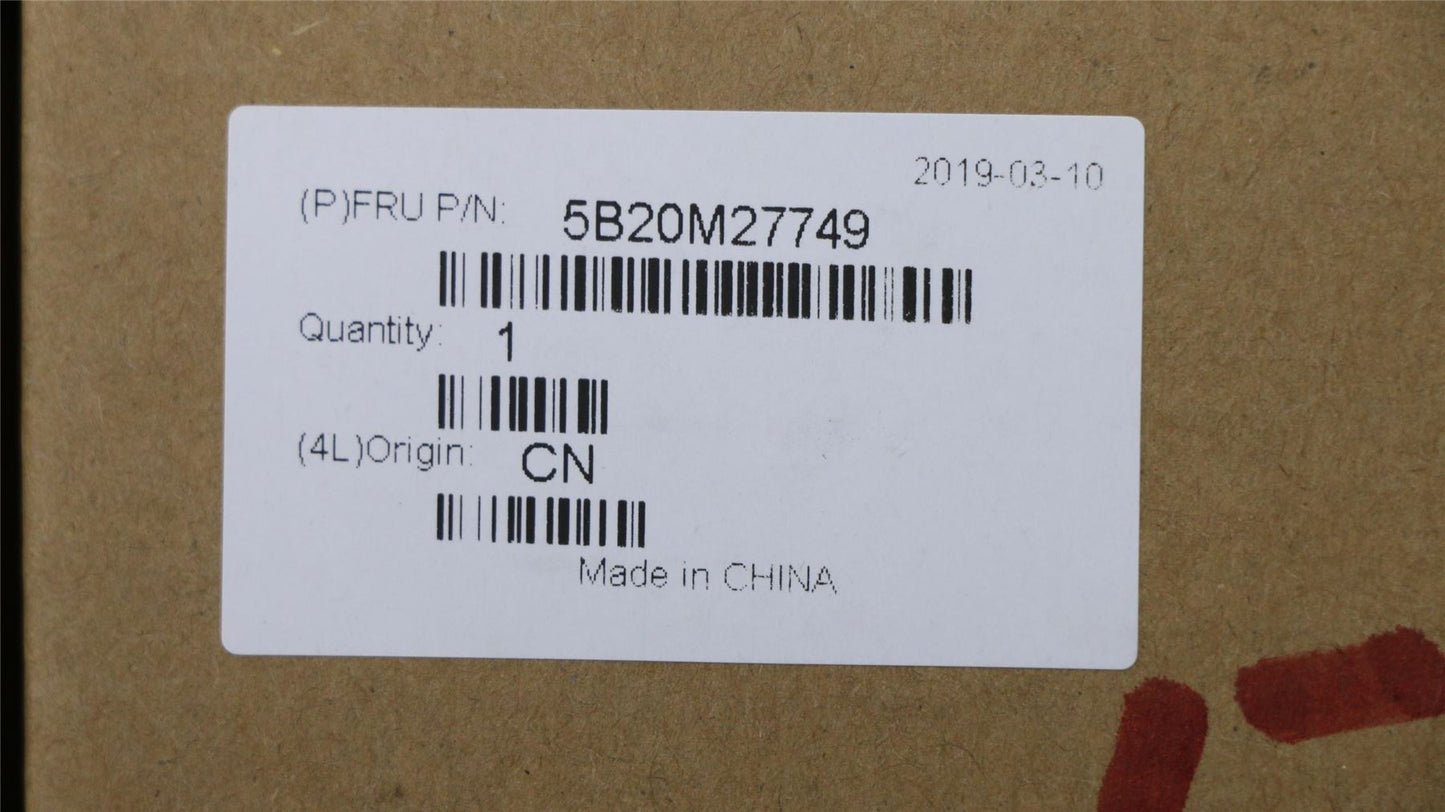 2019-03-10
(P)FRU P/N: 5B20M27749
Quantity: 1
(4L)Origin: CN
Made in CHINA